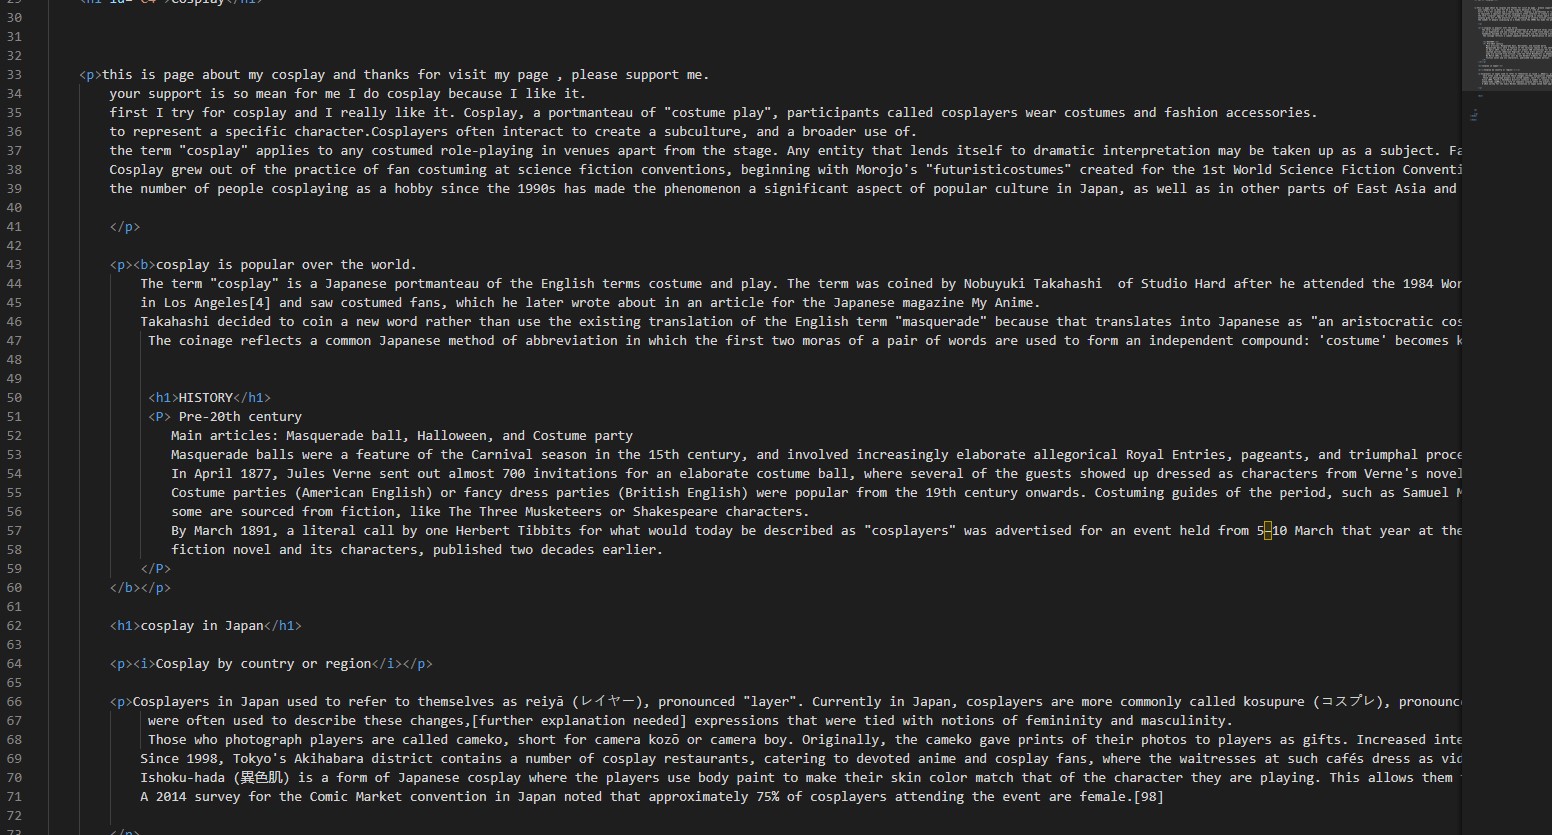 29 <h1 id="C4">Cosplay</h1>
30
31
32
33 <p>this is page about my cosplay and thanks for visit my page , please support me.
34 your support is so mean for me I do cosplay because I like it.
35 first I try for cosplay and I really like it. Cosplay, a portmanteau of "costume play", participants called cosplayers wear costumes and fashion accessories.
36 to represent a specific character.Cosplayers often interact to create a subculture, and a broader use of.
37 the term "cosplay" applies to any costumed role-playing in venues apart from the stage. Any entity that lends itself to dramatic interpretation may be taken up as a subject. Fa
38 Cosplay grew out of the practice of fan costuming at science fiction conventions, beginning with Morojo's "futuristicostumes" created for the 1st World Science Fiction Conventi
39 the number of people cosplaying as a hobby since the 1990s has made the phenomenon a significant aspect of popular culture in Japan, as well as in other parts of East Asia and
40
41 </p>
42
43 <p><b>cosplay is popular over the world.
44 The term "cosplay" is a Japanese portmanteau of the English terms costume and play. The term was coined by Nobuyuki Takahashi  of Studio Hard after he attended the 1984 Wor
45 in Los Angeles[4] and saw costumed fans, which he later wrote about in an article for the Japanese magazine My Anime.
46 Takahashi decided to coin a new word rather than use the existing translation of the English term "masquerade" because that translates into Japanese as "an aristocratic cos
47 The coinage reflects a common Japanese method of abbreviation in which the first two moras of a pair of words are used to form an independent compound: 'costume' becomes k
48
49
50 <h1>HISTORY</h1>
51 <P> Pre-20th century
52 Main articles: Masquerade ball, Halloween, and Costume party
53 Masquerade balls were a feature of the Carnival season in the 15th century, and involved increasingly elaborate allegorical Royal Entries, pageants, and triumphal proce
54 In April 1877, Jules Verne sent out almost 700 invitations for an elaborate costume ball, where several of the guests showed up dressed as characters from Verne's novel
55 Costume parties (American English) or fancy dress parties (British English) were popular from the 19th century onwards. Costuming guides of the period, such as Samuel M
56 some are sourced from fiction, like The Three Musketeers or Shakespeare characters.
57 By March 1891, a literal call by one Herbert Tibbits for what would today be described as "cosplayers" was advertised for an event held from 5–10 March that year at the
58 fiction novel and its characters, published two decades earlier.
59 </P>
60 </b></p>
61
62 <h1>cosplay in Japan</h1>
63
64 <p><i>Cosplay by country or region</i></p>
65
66 <p>Cosplayers in Japan used to refer to themselves as reiyā (レイヤー), pronounced "layer". Currently in Japan, cosplayers are more commonly called kosupure (コスプレ), pronounc
67 were often used to describe these changes,[further explanation needed] expressions that were tied with notions of femininity and masculinity.
68 Those who photograph players are called cameko, short for camera kozō or camera boy. Originally, the cameko gave prints of their photos to players as gifts. Increased inte
69 Since 1998, Tokyo's Akihabara district contains a number of cosplay restaurants, catering to devoted anime and cosplay fans, where the waitresses at such cafés dress as vid
70 Ishoku-hada (異色肌) is a form of Japanese cosplay where the players use body paint to make their skin color match that of the character they are playing. This allows them
71 A 2014 survey for the Comic Market convention in Japan noted that approximately 75% of cosplayers attending the event are female.[98]
72
73 </p>